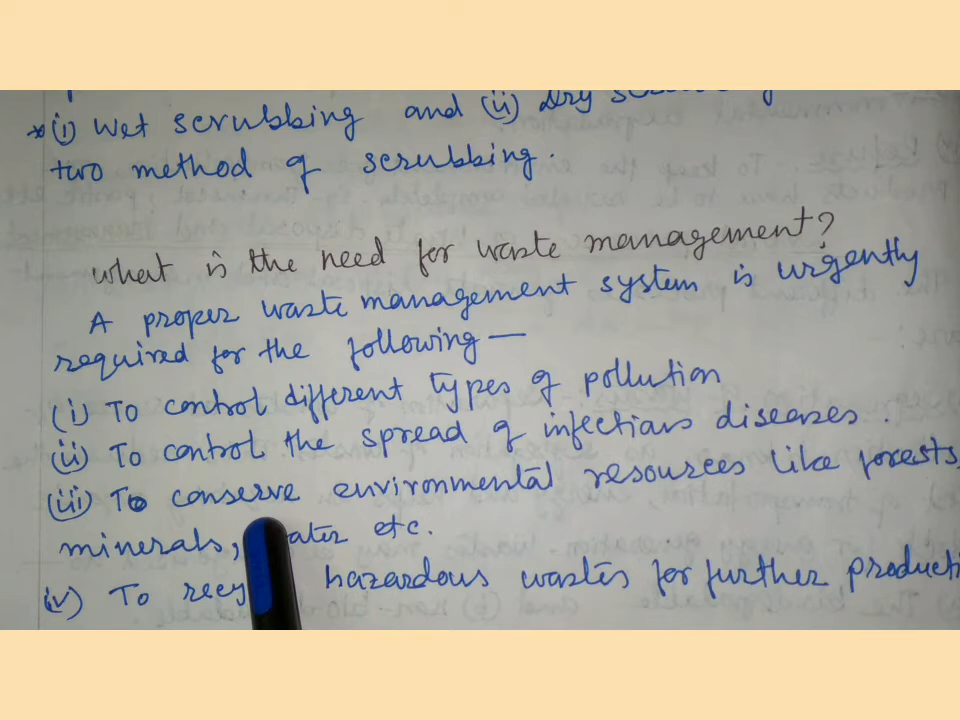 *(i) Wet scrubbing and (ii) Dry
two method of scrubbing.
What is the need for waste management?
A proper waste management system is urgently
required for the following —
(i) To control different types of pollution
(ii) To control the spread of infectious diseases.
(iii) To conserve environmental resources like forests,
minerals, water etc.
(iv) To hazardous wastes for further producti